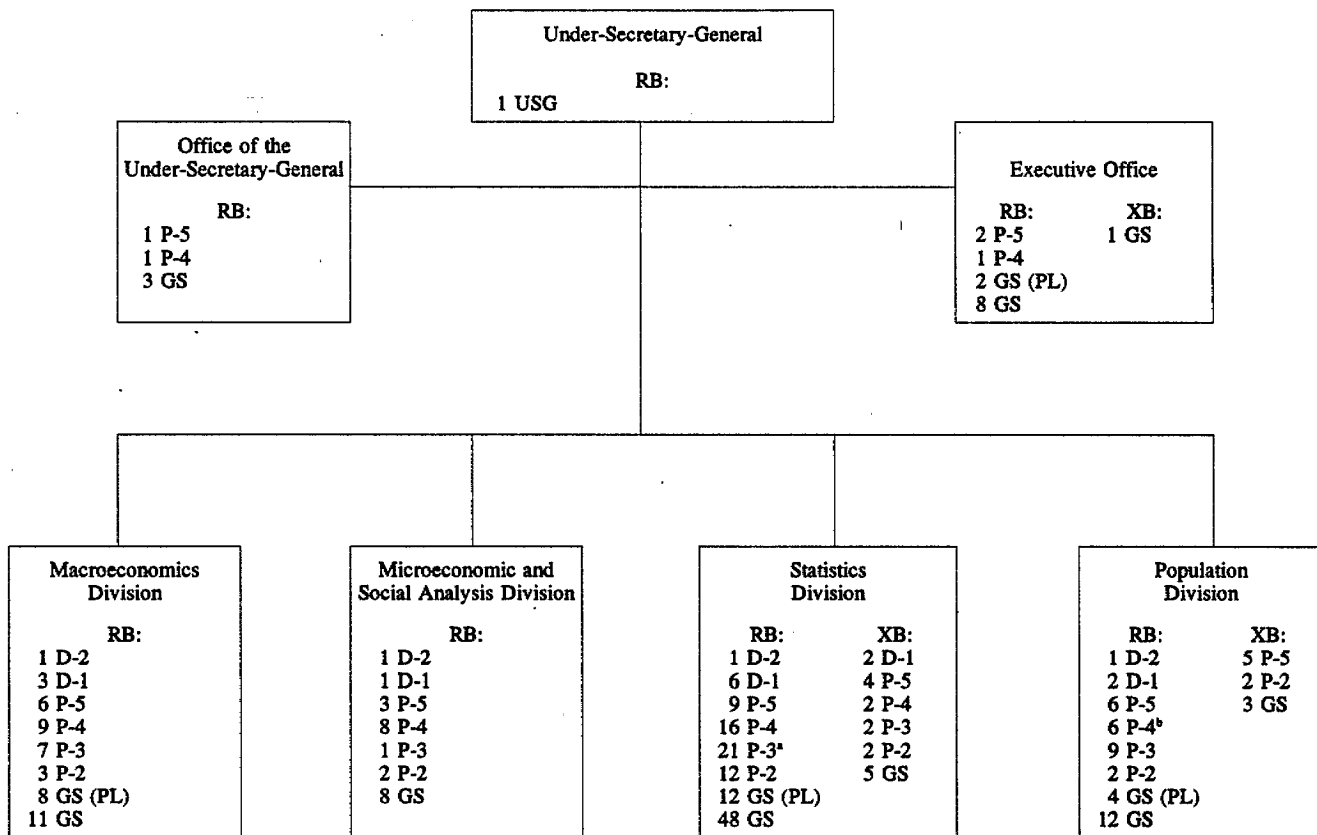 Under-Secretary-General
RB:
1 USG
Office of the
Under-Secretary-General
RB:
1 P-5
1 P-4
3 GS
Executive Office
RB: XB:
2 P-5 1 GS
1 P-4
2 GS (PL)
8 GS
Macroeconomics
Division
RB:
1 D-2
3 D-1
6 P-5
9 P-4
7 P-3
3 P-2
8 GS (PL)
11 GS
Microeconomic and
Social Analysis Division
RB:
1 D-2
1 D-1
3 P-5
8 P-4
1 P-3
2 P-2
8 GS
Statistics
Division
RB: XB:
1 D-2 2 D-1
6 D-1 4 P-5
9 P-5 2 P-4
16 P-4 2 P-3
21 P-3ᵃ 2 P-2
12 P-2 5 GS
12 GS (PL)
48 GS
Population
Division
RB: XB:
1 D-2 5 P-5
2 D-1 2 P-2
6 P-5 3 GS
6 P-4ᵇ
9 P-3
2 P-2
4 GS (PL)
12 GS